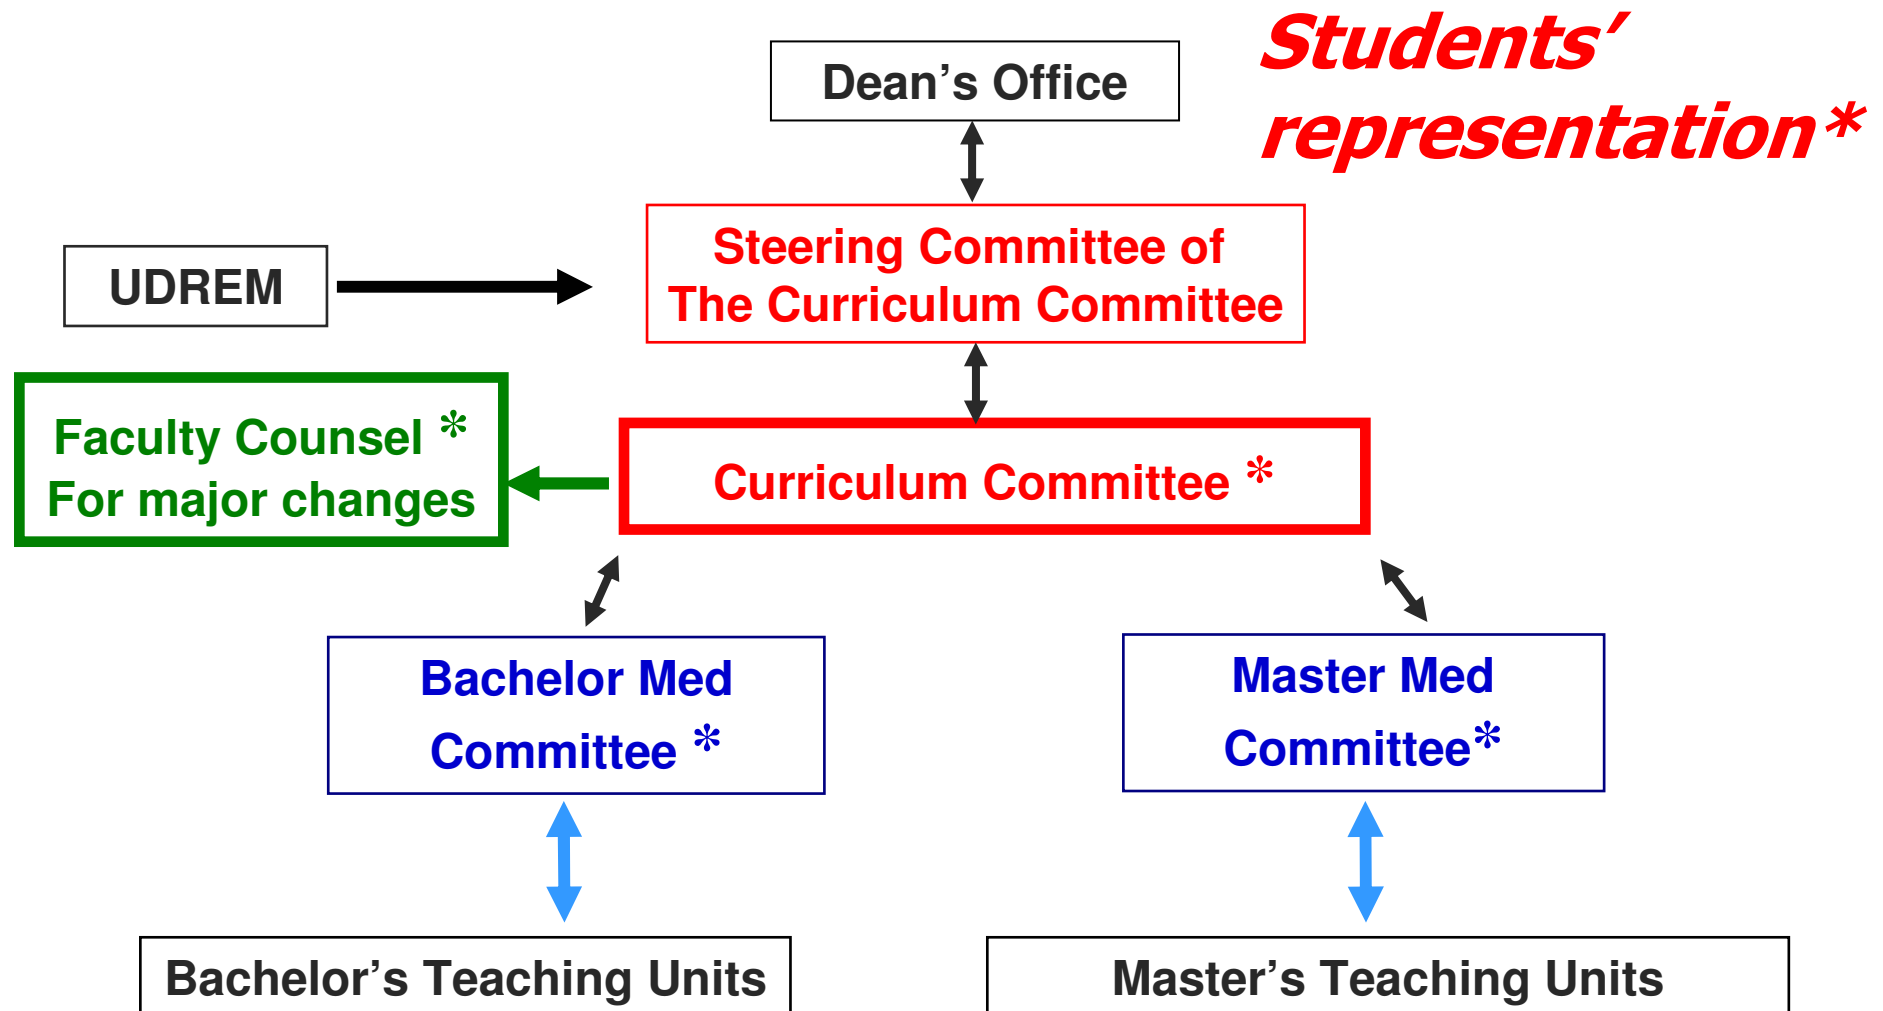 Students’
representation*
Dean’s Office
Steering Committee of
The Curriculum Committee
UDREM
Faculty Counsel *
For major changes
Curriculum Committee *
Bachelor Med
Committee *
Master Med
Committee*
Bachelor’s Teaching Units
Master’s Teaching Units